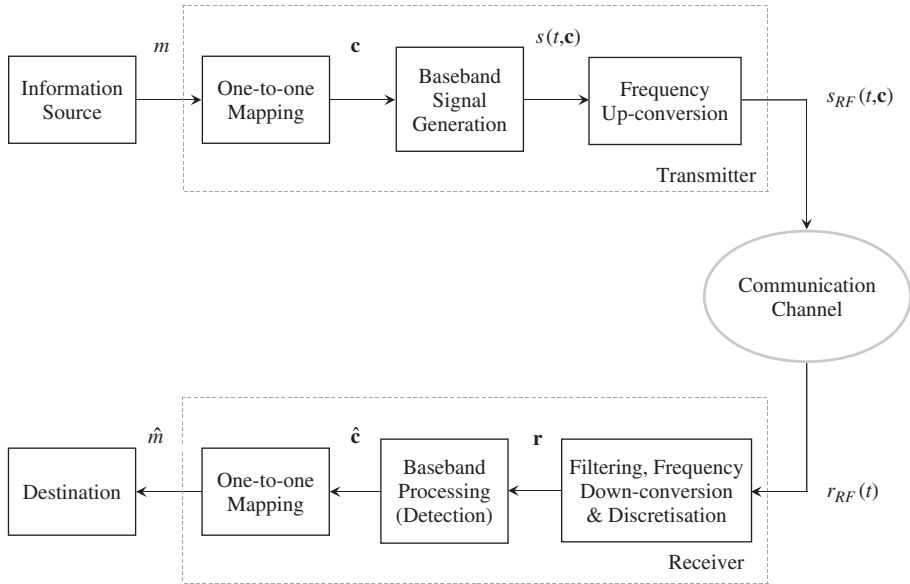 m
c
s(t,c)
Information
Source
One-to-one
Mapping
Baseband
Signal
Generation
Frequency
Up-conversion
s_RF(t,c)
Transmitter
Communication
Channel
m̂
ĉ
r
Destination
One-to-one
Mapping
Baseband
Processing
(Detection)
Filtering, Frequency
Down-conversion
& Discretisation
r_RF(t)
Receiver